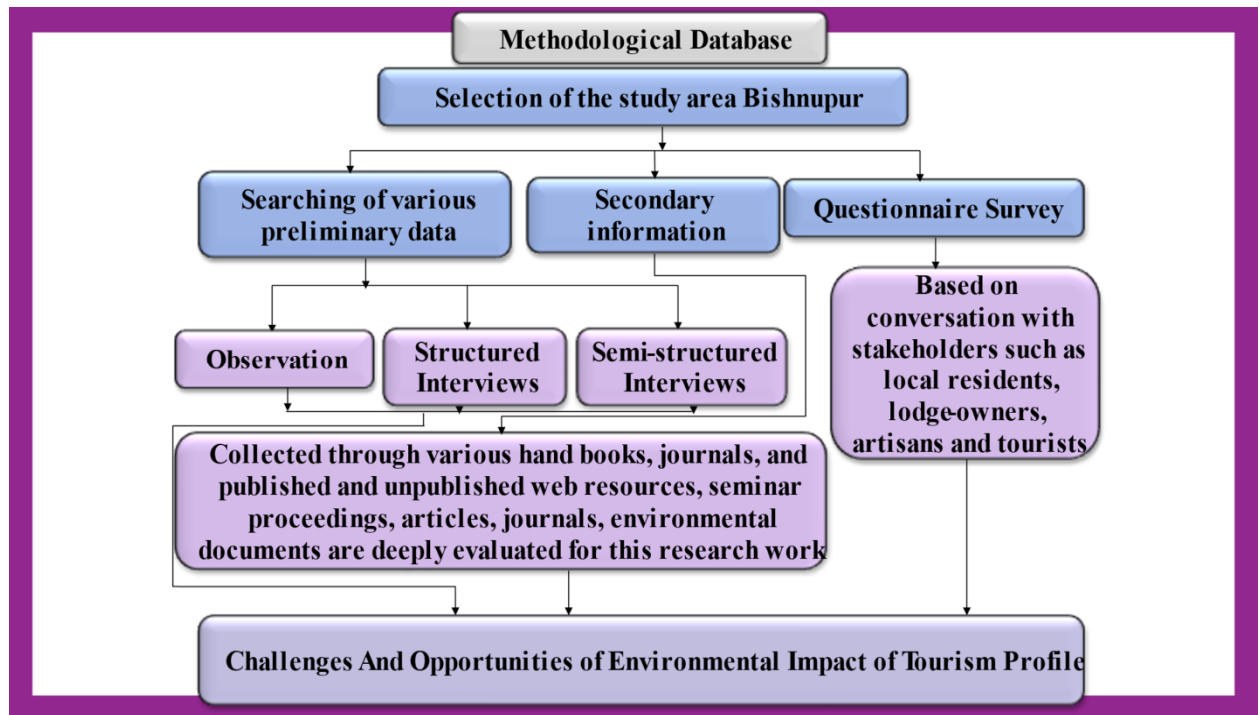 Methodological Database
Selection of the study area Bishnupur
Searching of various
preliminary data
Secondary
information
Questionnaire Survey
Observation
Structured
Interviews
Semi-structured
Interviews
Based on
conversation with
stakeholders such as
local residents,
lodge-owners,
artisans and tourists
Collected through various hand books, journals, and
published and unpublished web resources, seminar
proceedings, articles, journals, environmental
documents are deeply evaluated for this research work
Challenges And Opportunities of Environmental Impact of Tourism Profile